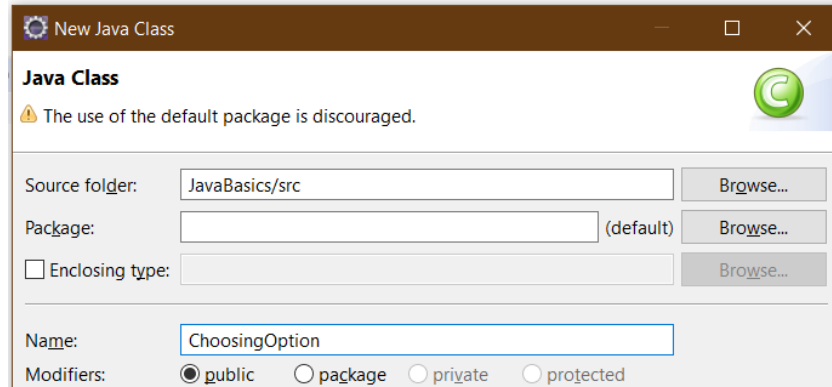 New Java Class
Java Class
The use of the default package is discouraged.
Source folder: JavaBasics/src Browse...
Package: (default) Browse...
Enclosing type: Browse...
Name: ChoosingOption
Modifiers: public package private protected